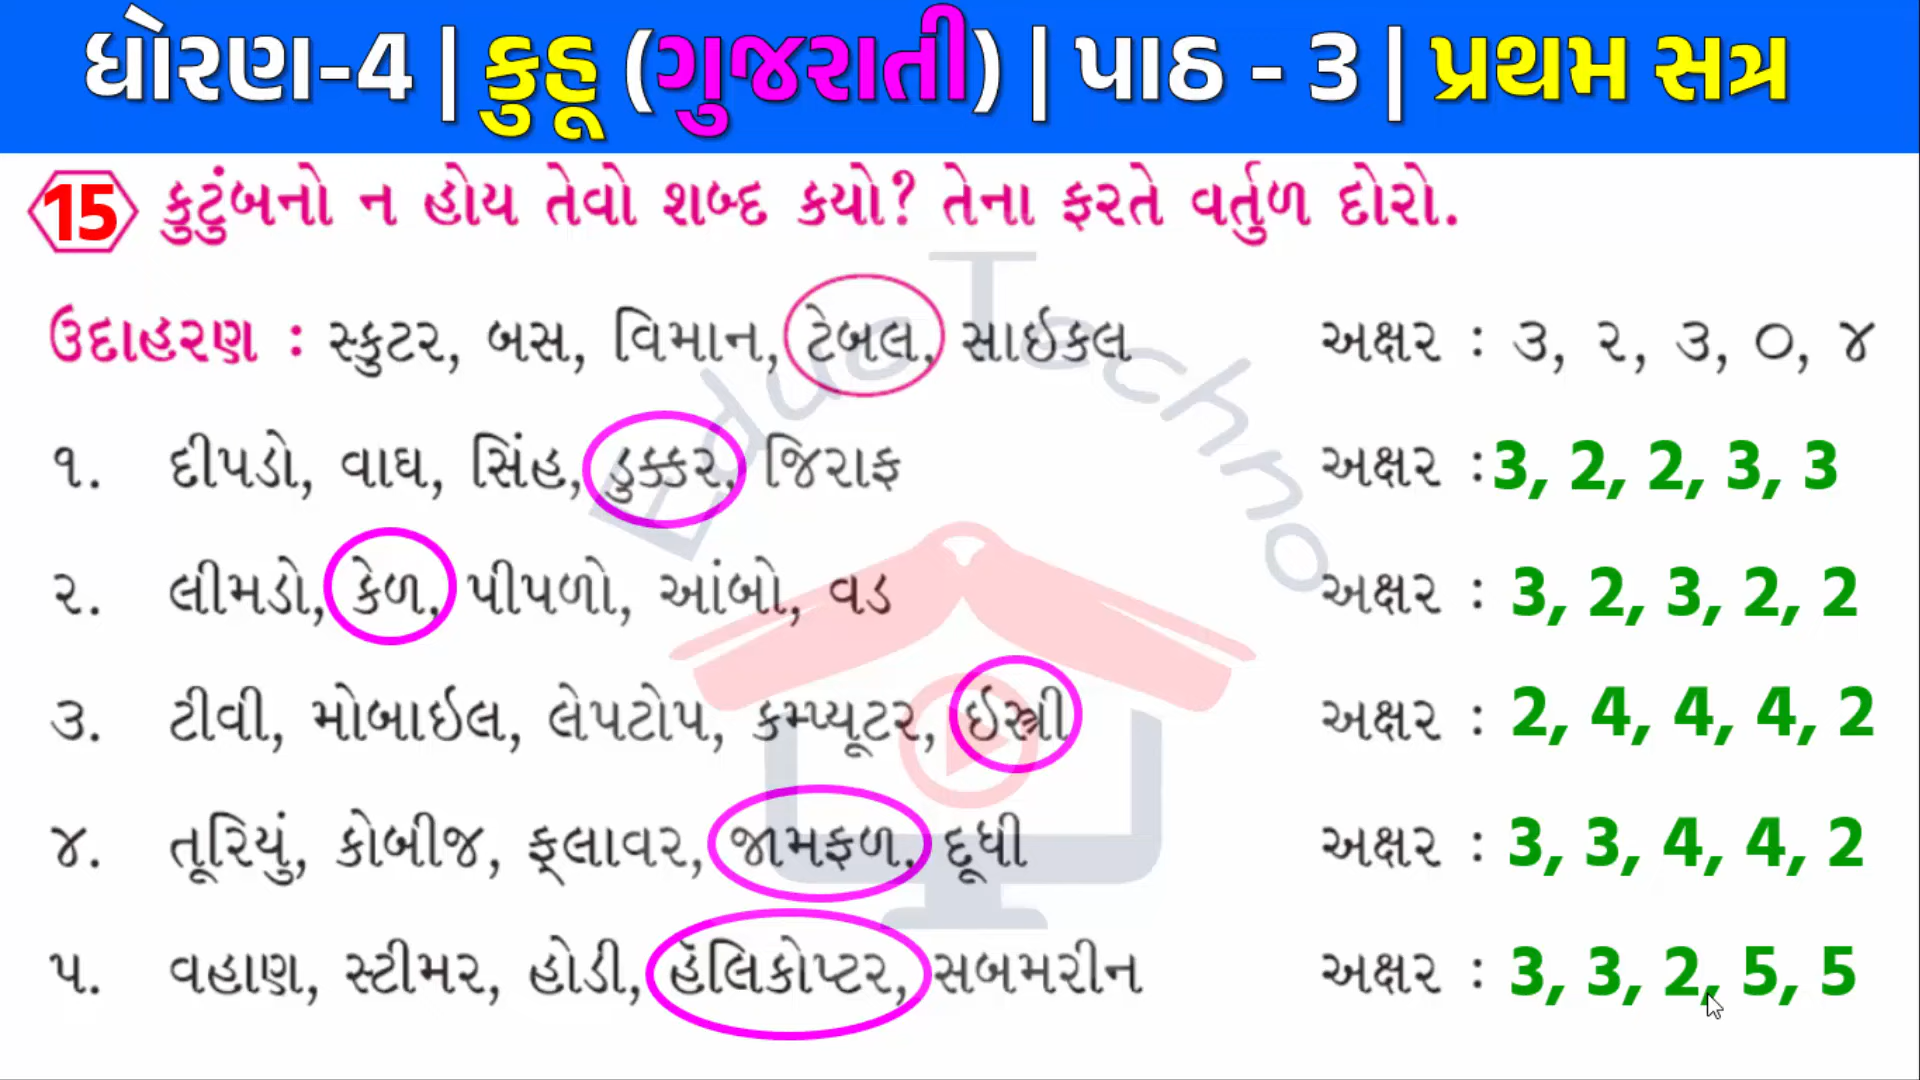 ધોરણ-4 | કુહૂ (ગુજરાતી) | પાઠ - 3 | પ્રથમ સત્ર
15 કુટુંબનો ન હોય તેવો શબ્દ કયો? તેના ફરતે વર્તુળ દોરો.
ઉદાહરણ : સ્કુટર, બસ, વિમાન, ટેબલ, સાઈકલ અક્ષર : ૩, ૨, ૩, ૦, ૪
૧. દીપડો, વાઘ, સિંહ, ડુક્કર, જિરાફ અક્ષર : 3, 2, 2, 3, 3
૨. લીમડો, કેળ, પીપળો, આંબો, વડ અક્ષર : 3, 2, 3, 2, 2
૩. ટીવી, મોબાઈલ, લેપટોપ, કમ્પ્યૂટર, ઈસ્ત્રી અક્ષર : 2, 4, 4, 4, 2
૪. તૂરિયું, કોબીજ, ફ્લાવર, જામફળ, દૂધી અક્ષર : 3, 3, 4, 4, 2
૫. વહાણ, સ્ટીમર, હોડી, હૅલિકોપ્ટર, સબમરીન અક્ષર : 3, 3, 2, 5, 5
Educ Techno